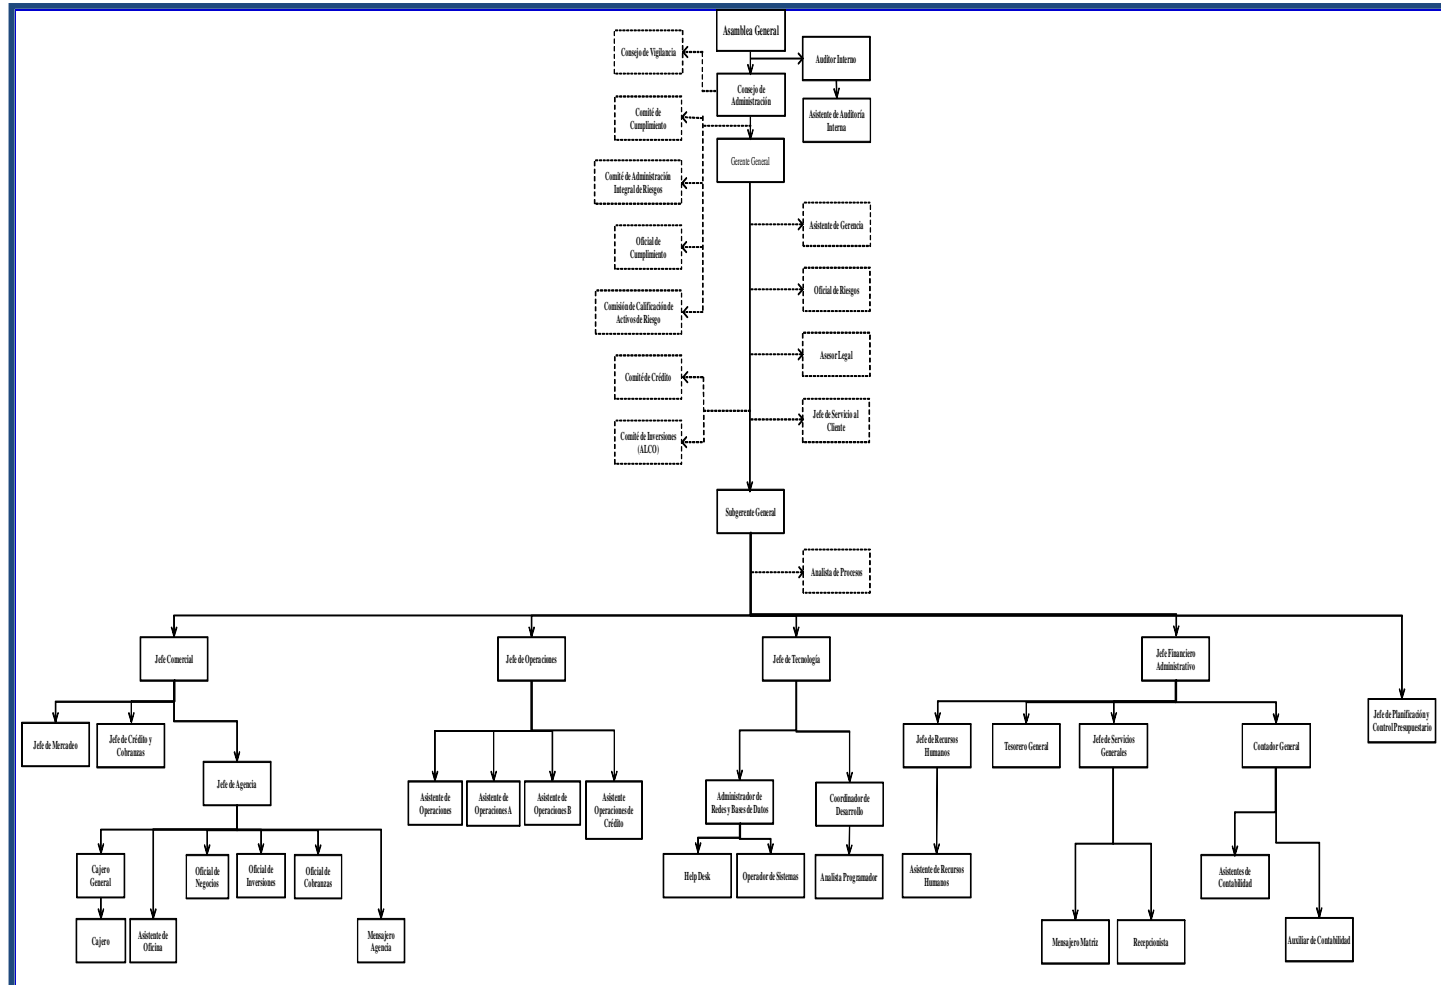 Asamblea General
Consejo de Vigilancia
Auditor Interno
Consejo de
Administración
Asistente de Auditoría
Interna
Comité de
Cumplimiento
Gerente General
Comité de Administración
Integral de Riesgos
Asistente de Gerencia
Oficial de
Cumplimiento
Oficial de Riesgos
Comisión de Calificación de
Activos de Riesgo
Asesor Legal
Comité de Crédito
Jefe de Servicio al
Cliente
Comité de Inversiones
(ALCO)
Subgerente General
Analista de Procesos
Jefe Comercial
Jefe de Operaciones
Jefe de Tecnología
Jefe Financiero
Administrativo
Jefe de Planificación y
Control Presupuestario
Jefe de Mercadeo
Jefe de Crédito y
Cobranzas
Jefe de Recursos
Humanos
Tesorero General
Jefe de Servicios
Generales
Contador General
Jefe de Agencia
Asistente de
Operaciones
Asistente de
Operaciones A
Asistente de
Operaciones B
Asistente
Operaciones de
Crédito
Administrador de
Redes y Bases de Datos
Coordinador de
Desarrollo
Cajero
General
Oficial de
Negocios
Oficial de
Inversiones
Oficial de
Cobranzas
Help Desk
Operador de Sistemas
Analista Programador
Asistente de Recursos
Humanos
Asistentes de
Contabilidad
Cajero
Asistente de
Oficina
Mensajero
Agencia
Mensajero Matriz
Recepcionista
Auxiliar de Contabilidad